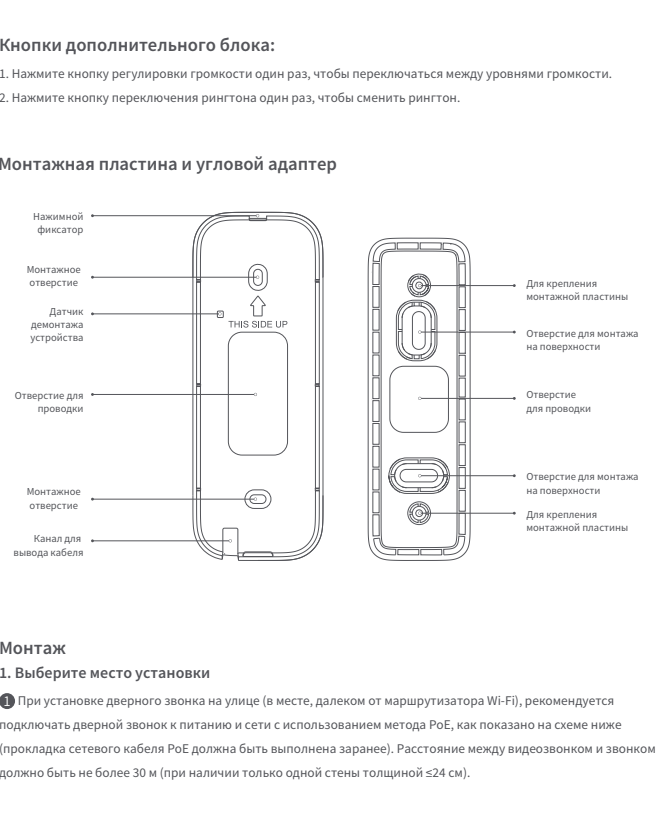 Кнопки дополнительного блока:
1. Нажмите кнопку регулировки громкости один раз, чтобы переключаться между уровнями громкости.
2. Нажмите кнопку переключения рингтона один раз, чтобы сменить рингтон.
Монтажная пластина и угловой адаптер
Нажимной
фиксатор
Монтажное
отверстие
Датчик
демонтажа
устройства
THIS SIDE UP
Отверстие для
проводки
Монтажное
отверстие
Канал для
вывода кабеля
Для крепления
монтажной пластины
Отверстие для монтажа
на поверхности
Отверстие
для проводки
Отверстие для монтажа
на поверхности
Для крепления
монтажной пластины
Монтаж
1. Выберите место установки
1 При установке дверного звонка на улице (в месте, далеком от маршрутизатора Wi-Fi), рекомендуется
подключать дверной звонок к питанию и сети с использованием метода PoE, как показано на схеме ниже
(прокладка сетевого кабеля PoE должна быть выполнена заранее). Расстояние между видеозвонком и звонком
должно быть не более 30 м (при наличии только одной стены толщиной ≤24 см).